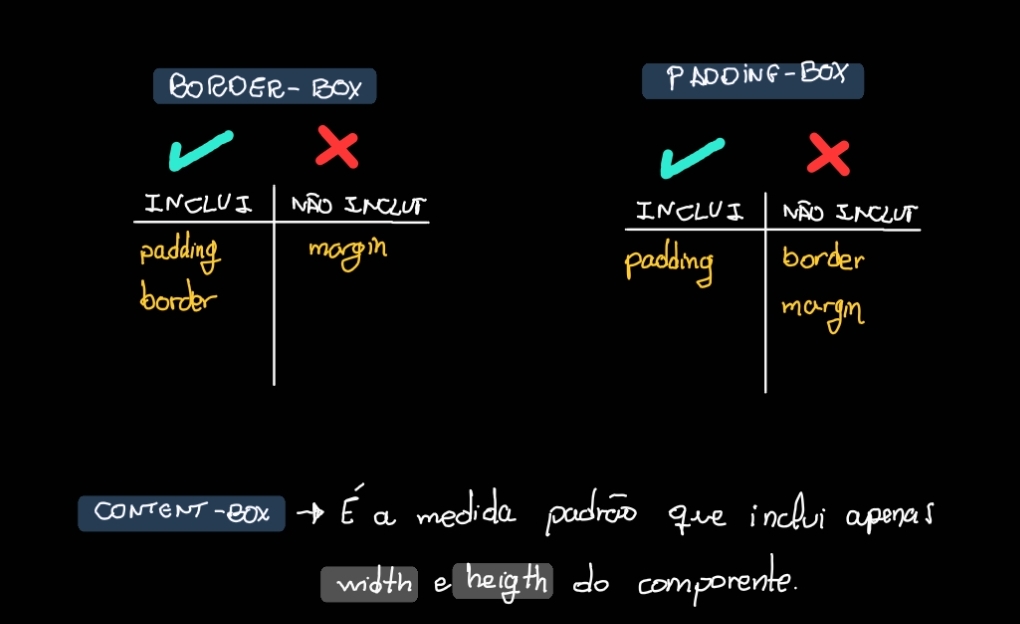 BORDER-BOX
INCLUI NÃO INCLUI
padding margin
border
PADDING-BOX
INCLUI NÃO INCLUI
padding border
margin
CONTENT-BOX → É a medida padrão que inclui apenas
width e heigth do componente.